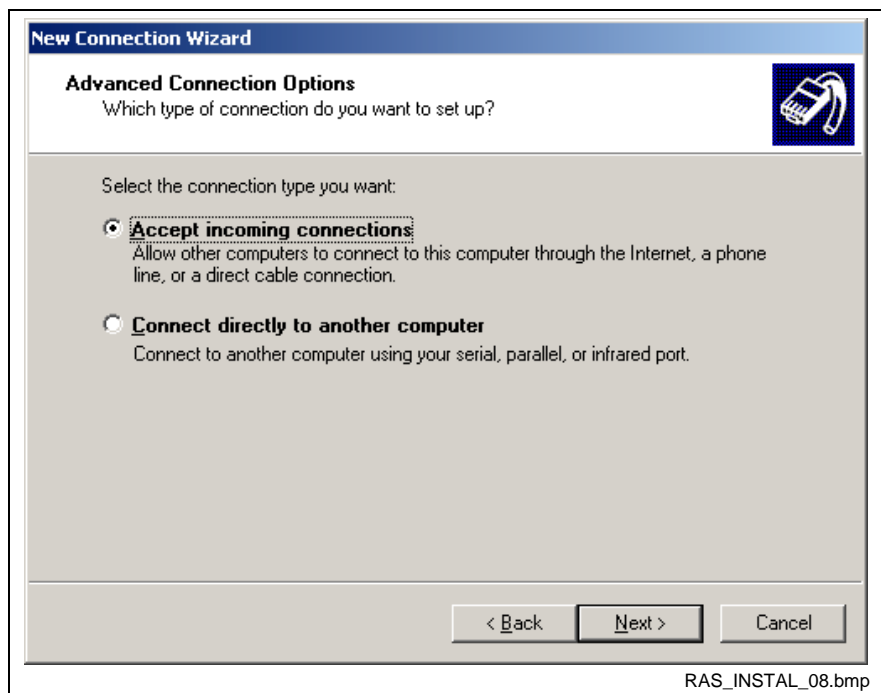 New Connection Wizard
Advanced Connection Options
Which type of connection do you want to set up?
Select the connection type you want:
Accept incoming connections
Allow other computers to connect to this computer through the Internet, a phone
line, or a direct cable connection.
Connect directly to another computer
Connect to another computer using your serial, parallel, or infrared port.
< Back
Next >
Cancel
RAS_INSTAL_08.bmp